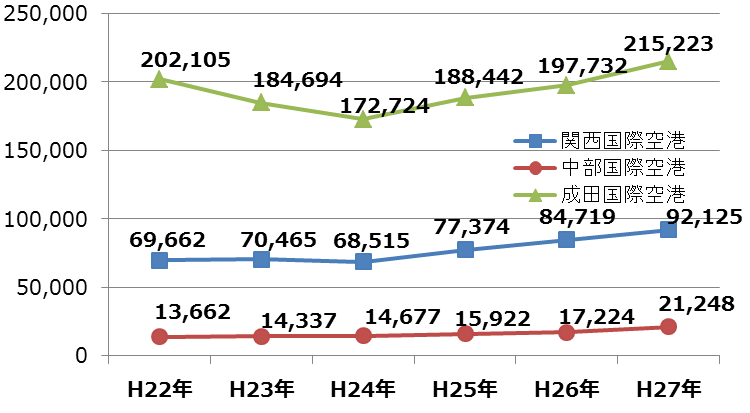 250,000
200,000
150,000
100,000
50,000
0
202,105
184,694
172,724
188,442
197,732
215,223
関西国際空港
中部国際空港
成田国際空港
69,662
70,465
68,515
77,374
84,719
92,125
13,662
14,337
14,677
15,922
17,224
21,248
H22年
H23年
H24年
H25年
H26年
H27年